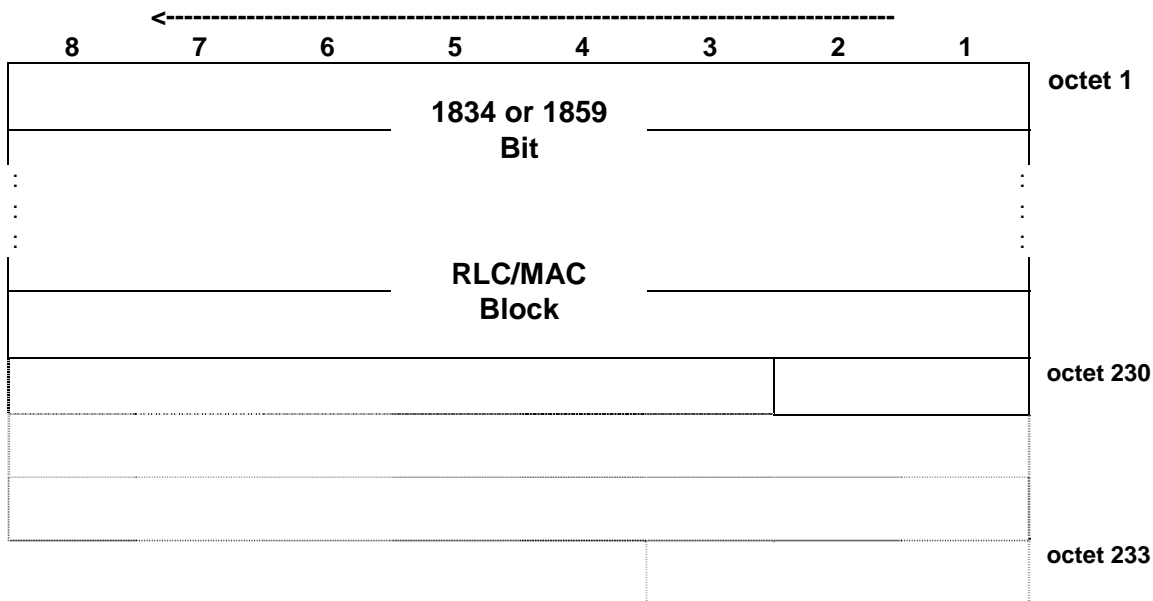 <--------------------------------------------------------------------------------
8 7 6 5 4 3 2 1
octet 1
1834 or 1859
Bit
:
:
:
:
:
:
RLC/MAC
Block
octet 230
octet 233